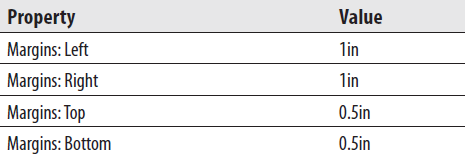 Property Value
Margins: Left 1in
Margins: Right 1in
Margins: Top 0.5in
Margins: Bottom 0.5in